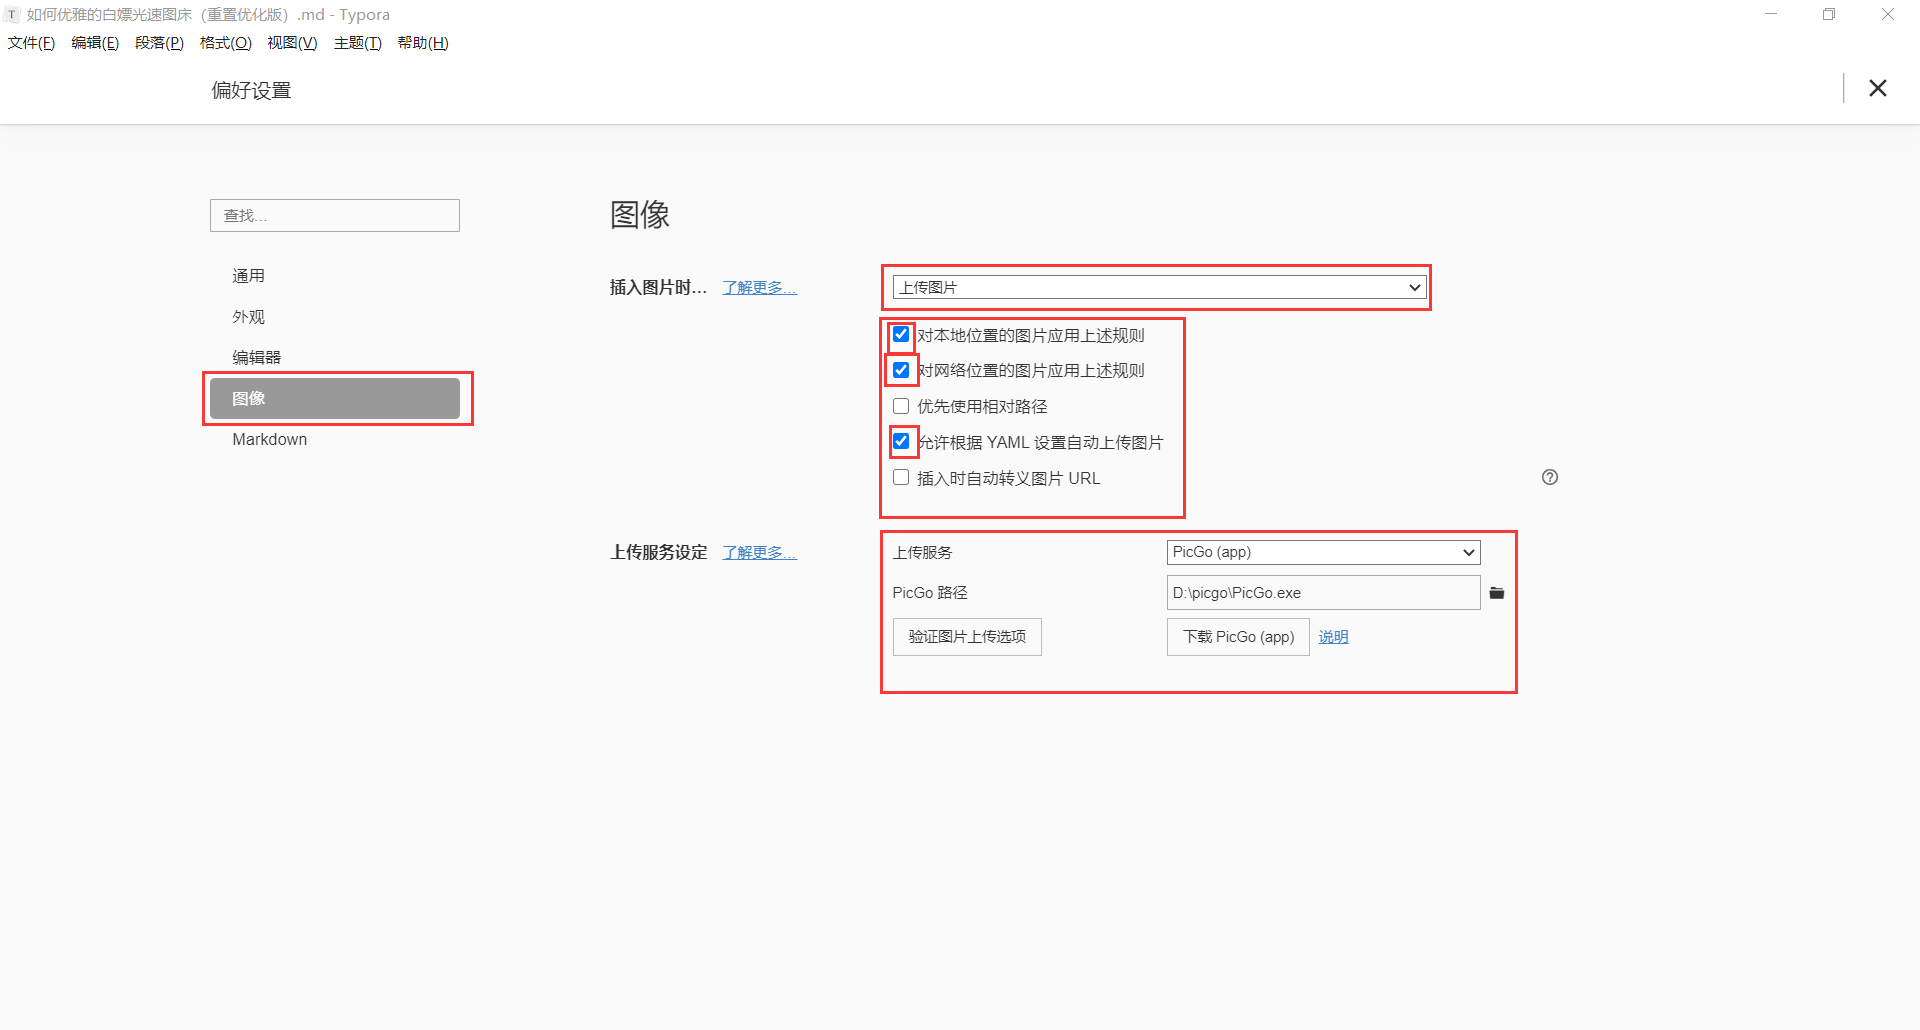 如何优雅的白嫖光速图床（重置优化版）.md - Typora
文件(F) 编辑(E) 段落(P) 格式(O) 视图(V) 主题(T) 帮助(H)
偏好设置
查找...
通用
外观
编辑器
图像
Markdown
图像
插入图片时... 了解更多... 上传图片
对本地位置的图片应用上述规则
对网络位置的图片应用上述规则
优先使用相对路径
允许根据 YAML 设置自动上传图片
插入时自动转义图片 URL
上传服务设定 了解更多... 上传服务 PicGo (app)
PicGo 路径 D:\picgo\PicGo.exe
验证图片上传选项 下载 PicGo (app) 说明